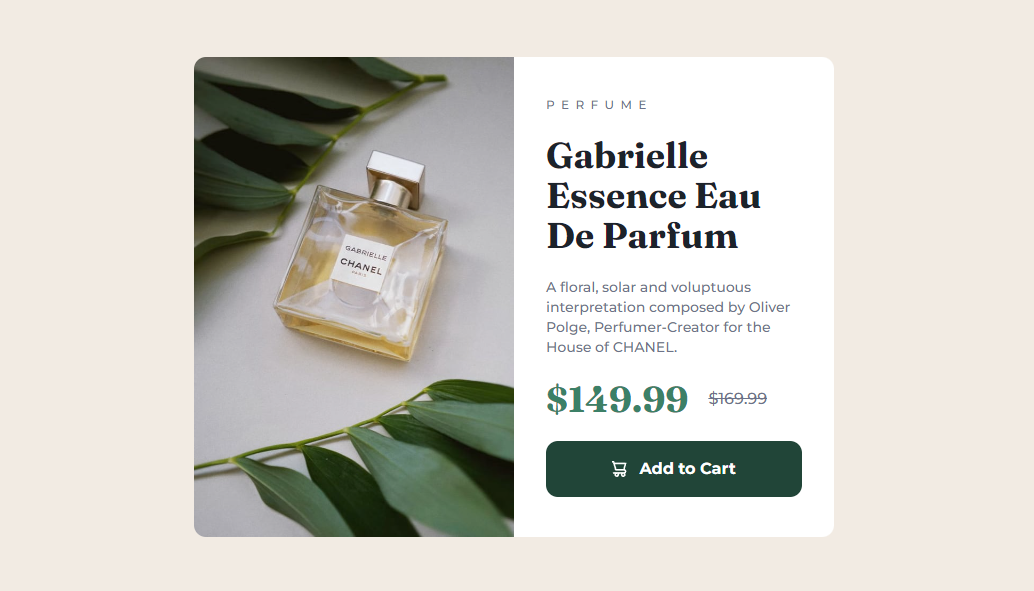 GABRIELLE
CHANEL
PARIS
PERFUME
Gabrielle
Essence Eau
De Parfum
A floral, solar and voluptuous
interpretation composed by Oliver
Polge, Perfumer-Creator for the
House of CHANEL.
$149.99 $169.99
Add to Cart